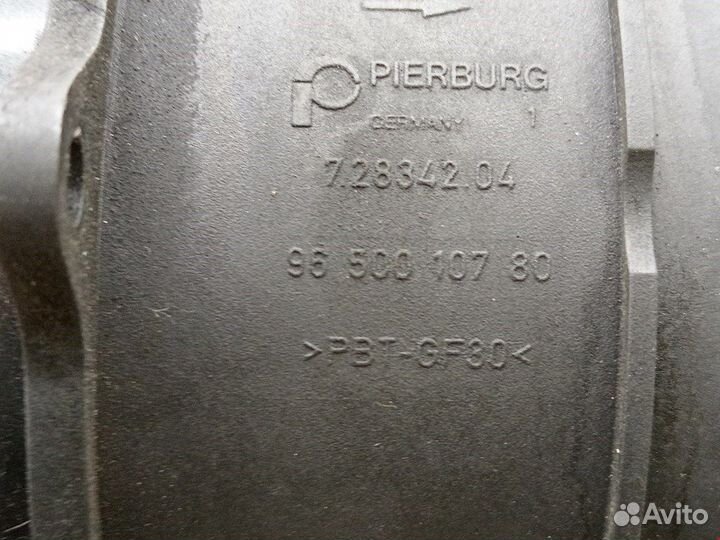 PIERBURG
GERMANY 1
7.28342.04
96 500 107 80
>PBT-GF30<
Avito